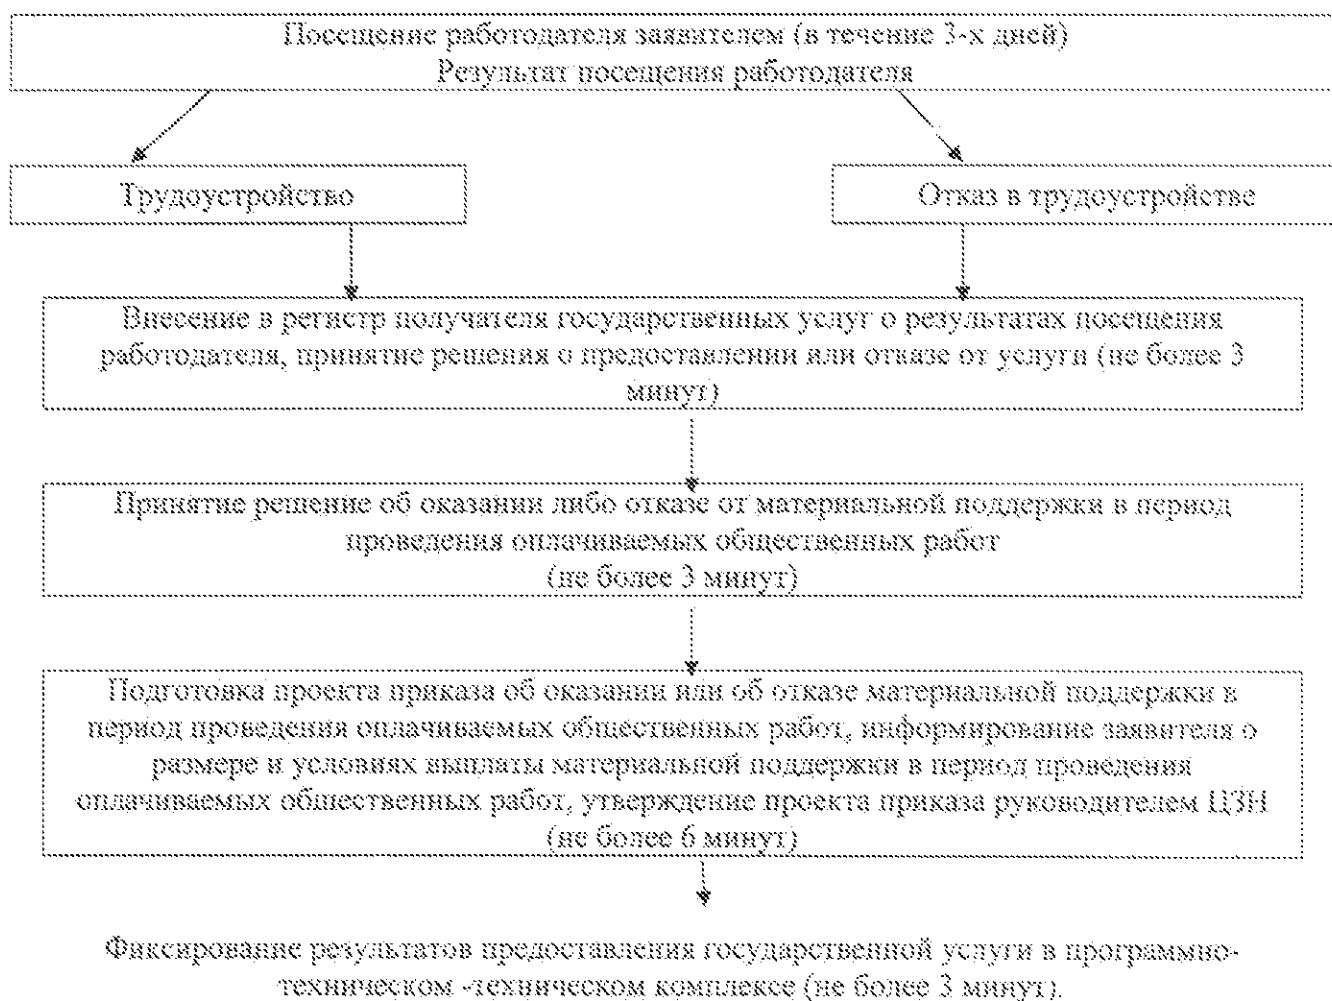 Посещение работодателя заявителем (в течение 3-х дней)
Результат посещения работодателя
Трудоустройство
Отказ в трудоустройстве
Внесение в регистр получателя государственных услуг о результатах посещения
работодателя, принятие решения о предоставлении или отказе от услуги (не более 3
минут)
Принятие решение об оказании либо отказе от материальной поддержки в период
проведения оплачиваемых общественных работ
(не более 3 минут)
Подготовка проекта приказа об оказании или об отказе материальной поддержки в
период проведения оплачиваемых общественных работ, информирование заявителя о
размере и условиях выплаты материальной поддержки в период проведения
оплачиваемых общественных работ, утверждение проекта приказа руководителем ЦЗН
(не более 6 минут)
Фиксирование результатов предоставления государственной услуги в программно-
техническом -техническом комплексе (не более 3 минут).